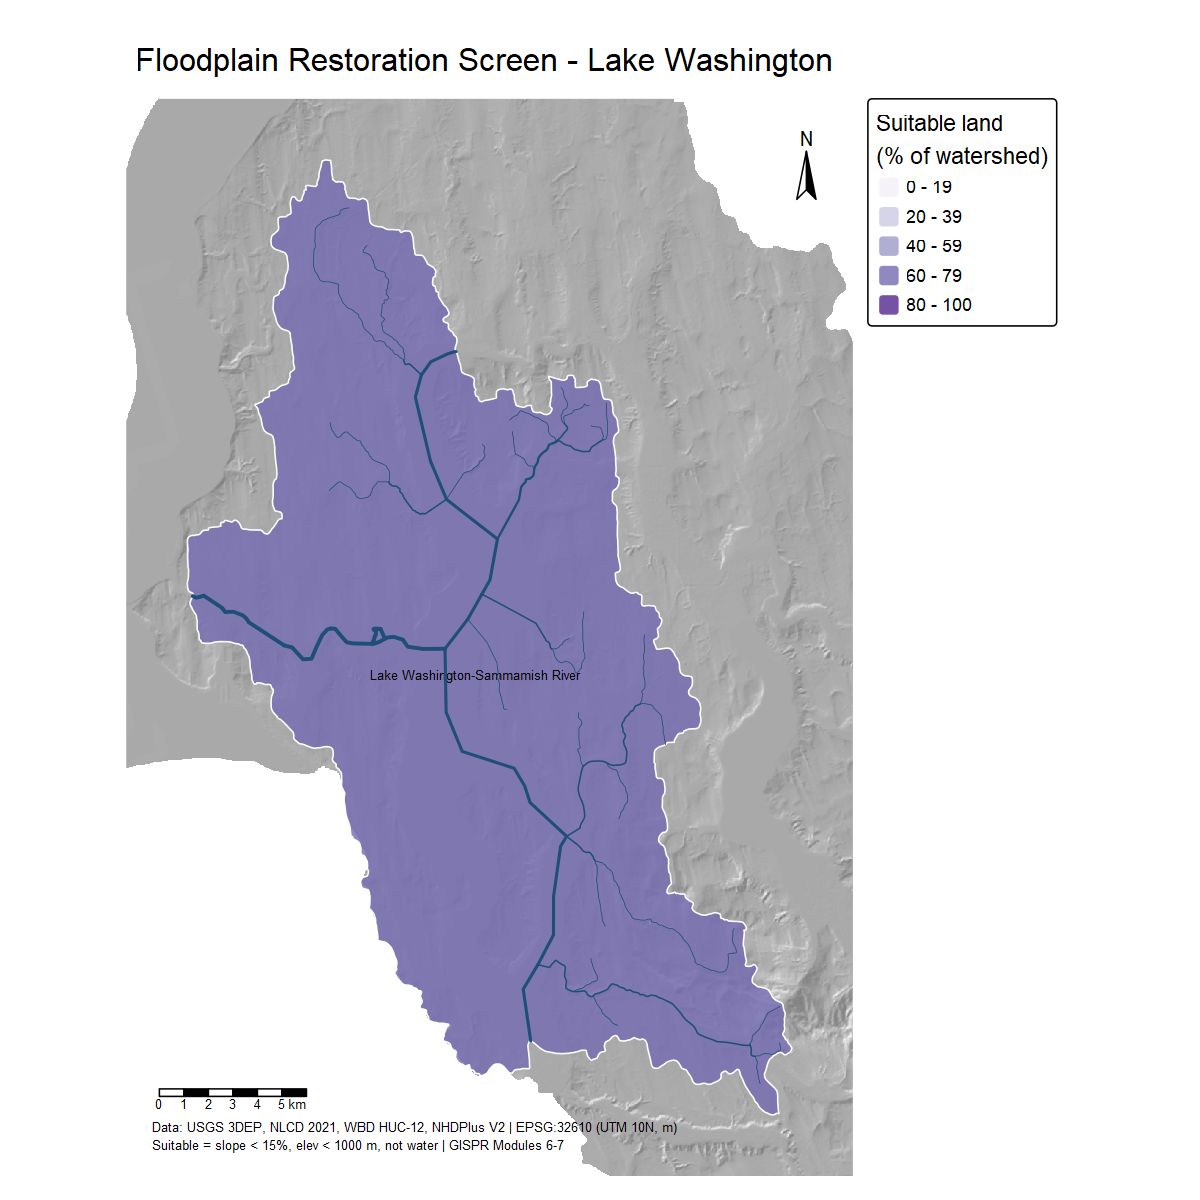 Floodplain Restoration Screen - Lake Washington
N
Suitable land
(% of watershed)
0 - 19
20 - 39
40 - 59
60 - 79
80 - 100
Lake Washington-Sammamish River
0 1 2 3 4 5 km
Data: USGS 3DEP, NLCD 2021, WBD HUC-12, NHDPlus V2 | EPSG:32610 (UTM 10N, m)
Suitable = slope < 15%, elev < 1000 m, not water | GISPR Modules 6-7